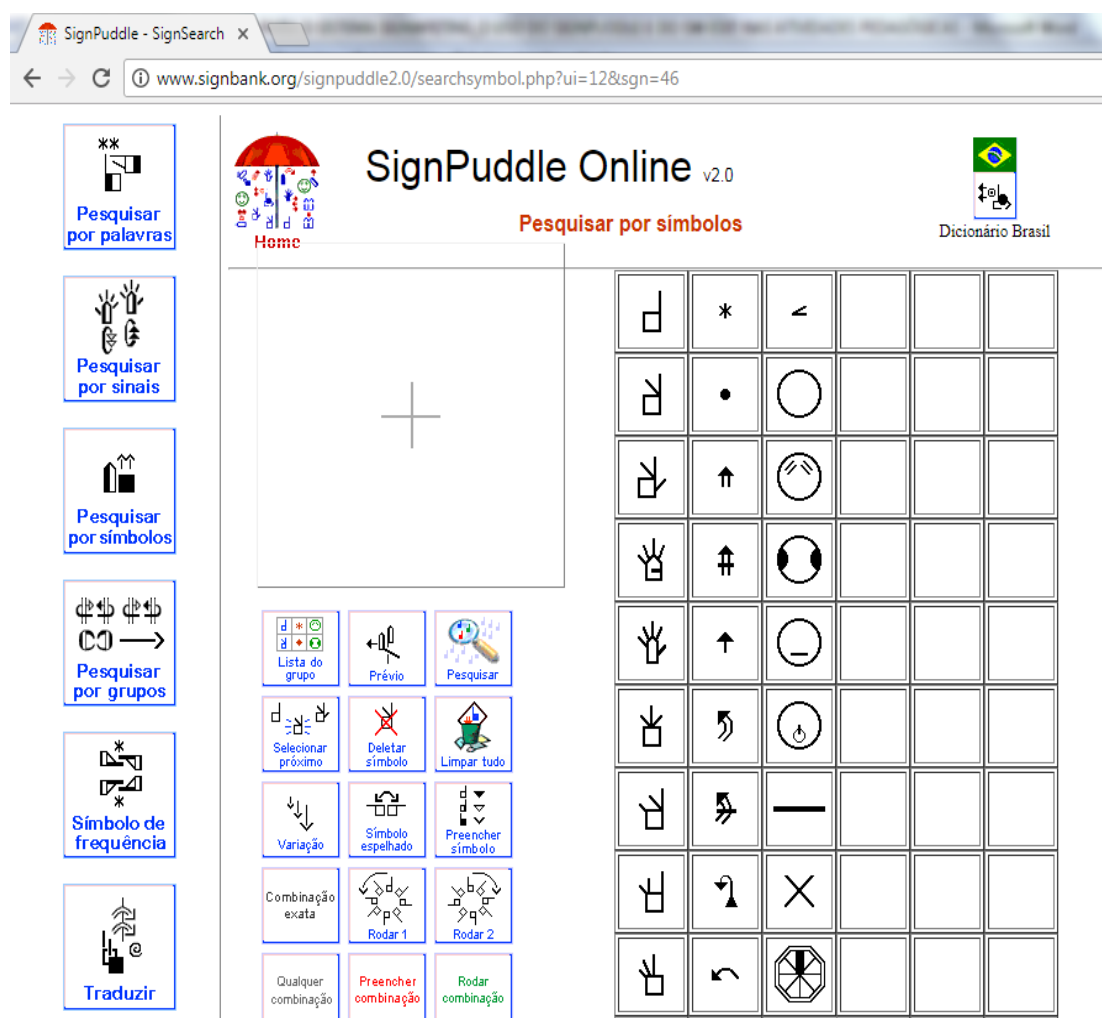 SignPuddle - SignSearch
www.signbank.org/signpuddle2.0/searchsymbol.php?ui=12&sgn=46
Pesquisar
por palavras
Pesquisar
por sinais
Pesquisar
por símbolos
Pesquisar
por grupos
Símbolo de
frequência
Traduzir
Home
SignPuddle Online v2.0
Pesquisar por símbolos
Dicionário Brasil
Lista do
grupo
Prévio
Pesquisar
Selecionar
próximo
Deletar
símbolo
Limpar tudo
Variação
Símbolo
espelhado
Preencher
símbolo
Combinação
exata
Rodar 1
Rodar 2
Qualquer
combinação
Preencher
combinação
Rodar
combinação